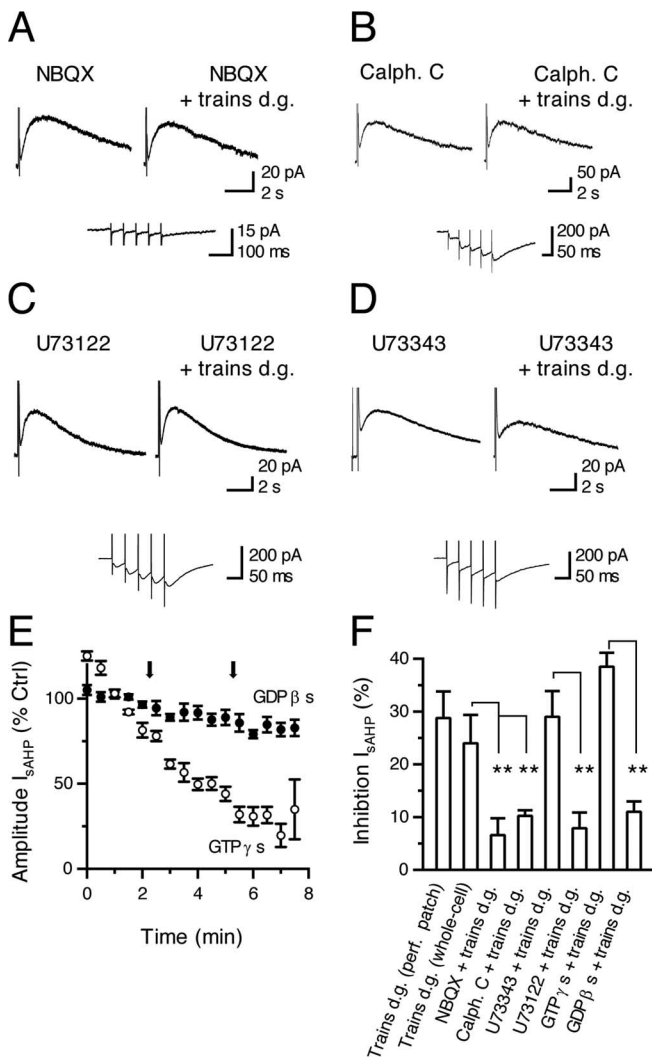 A
NBQX
NBQX
+ trains d.g.
20 pA
2 s
15 pA
100 ms
B
Calph. C
Calph. C
+ trains d.g.
50 pA
2 s
200 pA
50 ms
C
U73122
U73122
+ trains d.g.
20 pA
2 s
200 pA
50 ms
D
U73343
U73343
+ trains d.g.
20 pA
2 s
200 pA
50 ms
E
Amplitude IsAHP (% Ctrl)
100
50
0
GDPβ s
GTPγ s
0
2
4
6
8
Time (min)
F
Inhibtion IsAHP (%)
40
30
20
10
0
**
**
**
**
Trains d.g. (perf. patch)
Trains d.g. (whole-cell)
NBQX + trains d.g.
Calph. C + trains d.g.
U73343 + trains d.g.
U73122 + trains d.g.
GTPγ s + trains d.g.
GDPβ s + trains d.g.